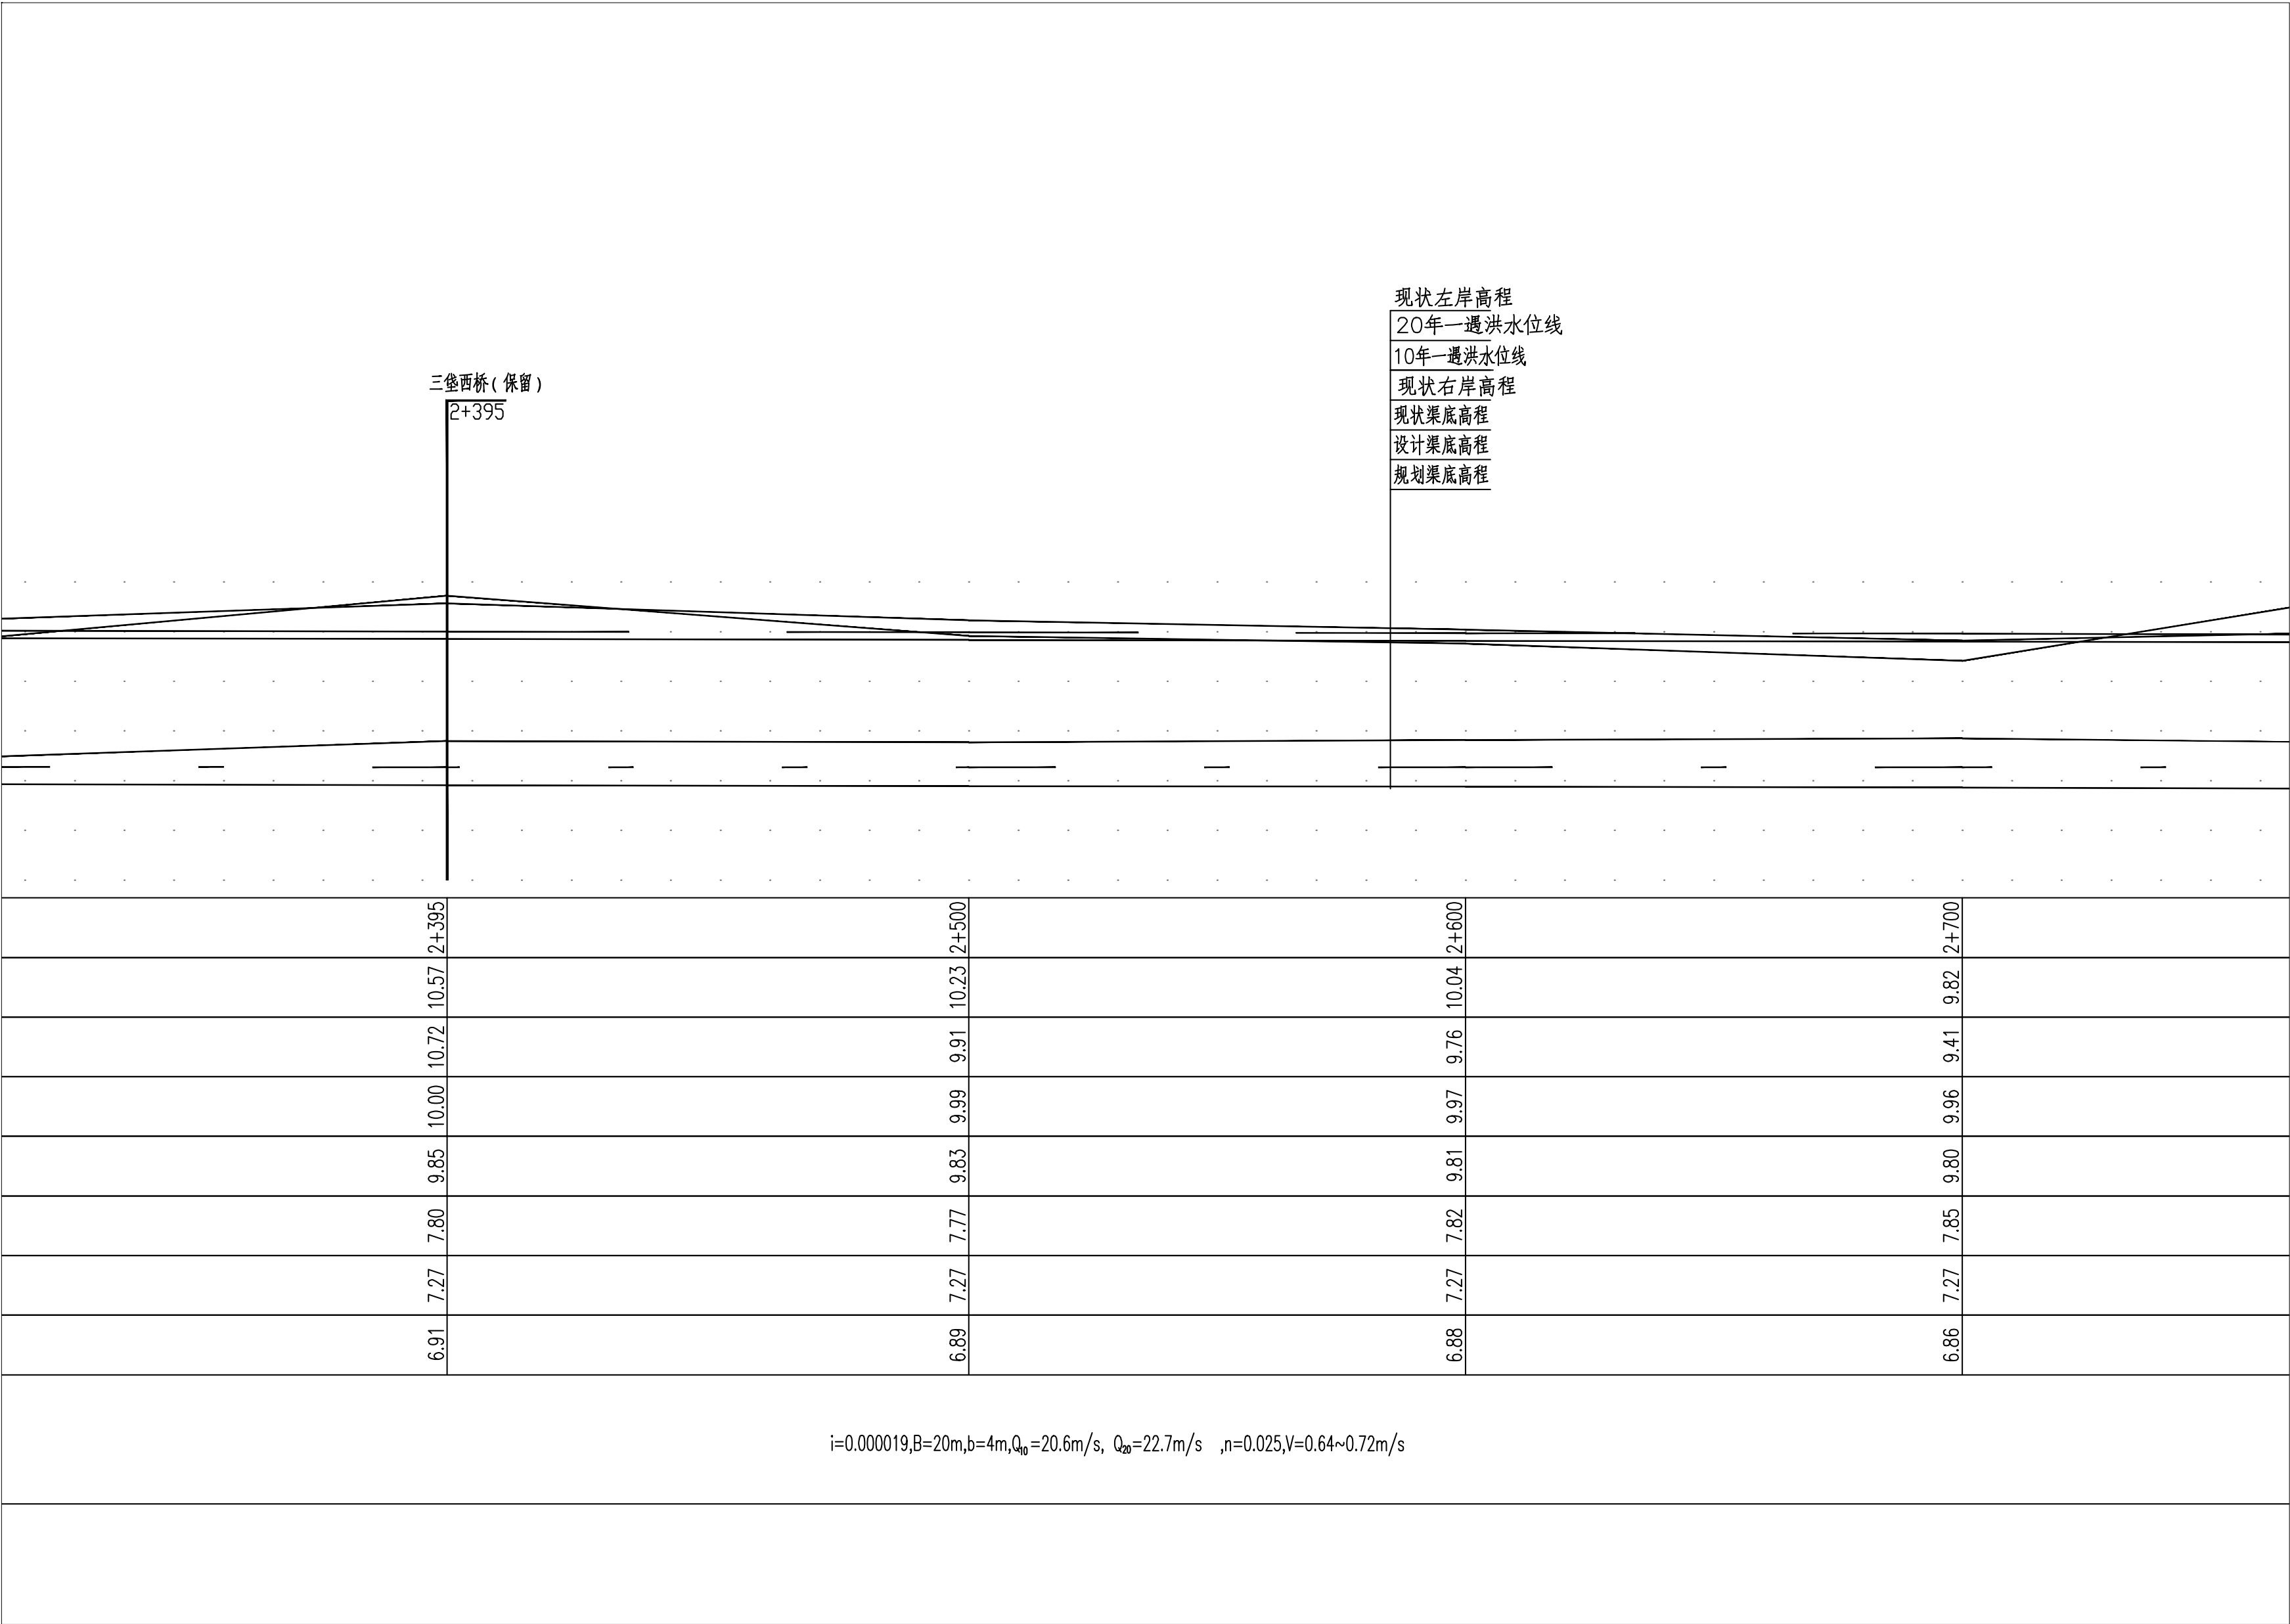 现状左岸高程
20年一遇洪水位线
10年一遇洪水位线
现状右岸高程
现状渠底高程
设计渠底高程
规划渠底高程
三堡西桥(保留)
2+395
2+395 2+500 2+600 2+700
10.57 10.23 10.04 9.82
10.72 9.91 9.76 9.41
10.00 9.99 9.97 9.96
9.85 9.83 9.81 9.80
7.80 7.77 7.82 7.85
7.27 7.27 7.27 7.27
6.91 6.89 6.88 6.86
i=0.000019,B=20m,b=4m,Q10=20.6m/s, Q20=22.7m/s ,n=0.025,V=0.64~0.72m/s